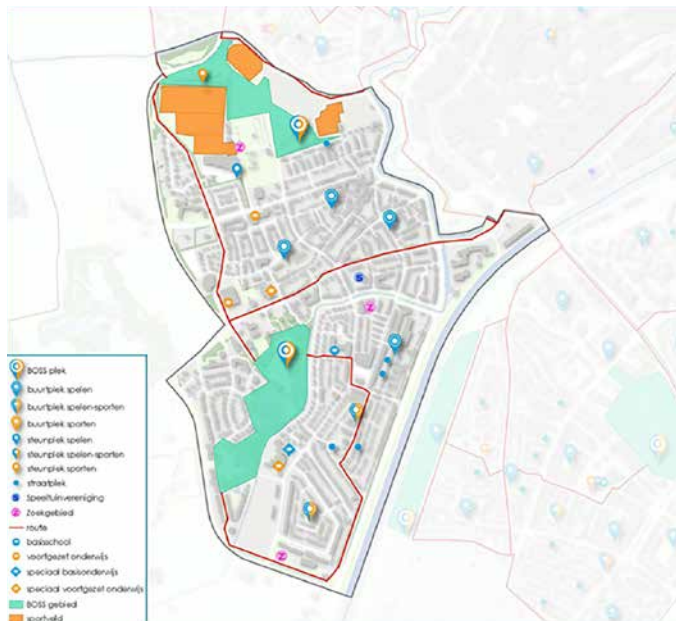 BOSS plek
buurtplek spelen
buurtplek spelen-sporten
buurtplek sporten
steunplek spelen
steunplek spelen-sporten
steunplek sporten
straatplek
Speeltuinvereniging
Zoekgebied
route
basisschool
voortgezet onderwijs
speciaal basisonderwijs
speciaal voortgezet onderwijs
BOSS gebied
sportveld